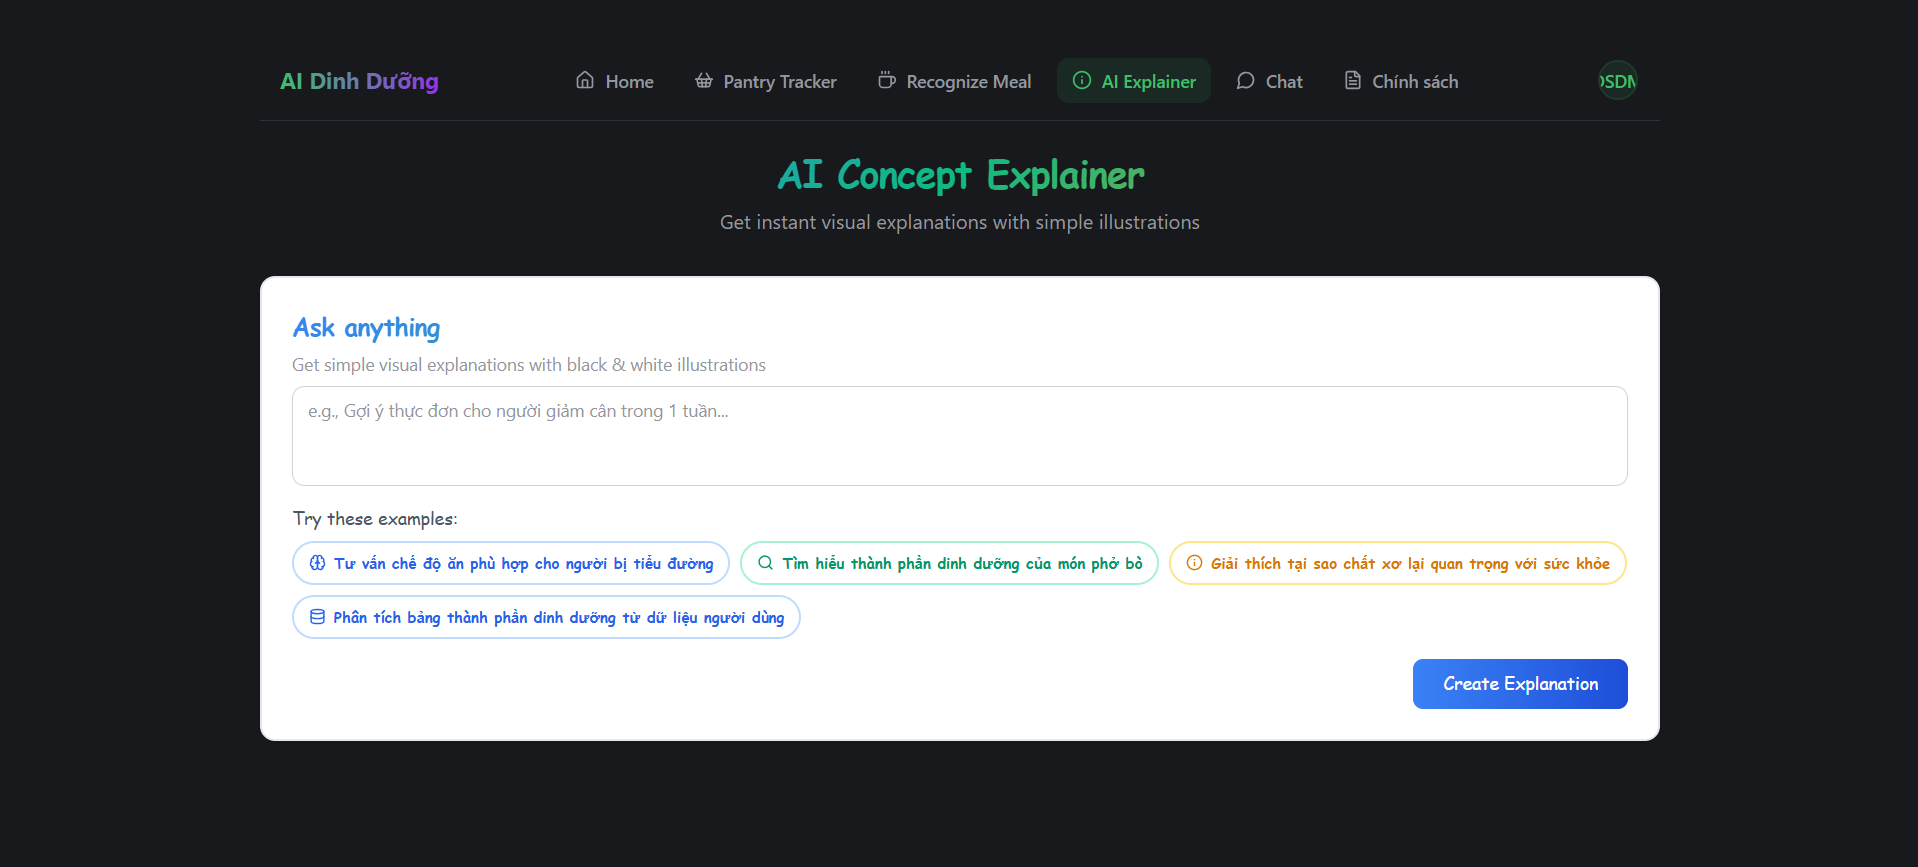 AI Dinh Dưỡng
Home
Pantry Tracker
Recognize Meal
AI Explainer
Chat
Chính sách
AI Concept Explainer
Get instant visual explanations with simple illustrations
Ask anything
Get simple visual explanations with black & white illustrations
e.g., Gợi ý thực đơn cho người giảm cân trong 1 tuần...
Try these examples:
Tư vấn chế độ ăn phù hợp cho người bị tiểu đường
Tìm hiểu thành phần dinh dưỡng của món phở bò
Giải thích tại sao chất xơ lại quan trọng với sức khỏe
Phân tích bảng thành phần dinh dưỡng từ dữ liệu người dùng
Create Explanation